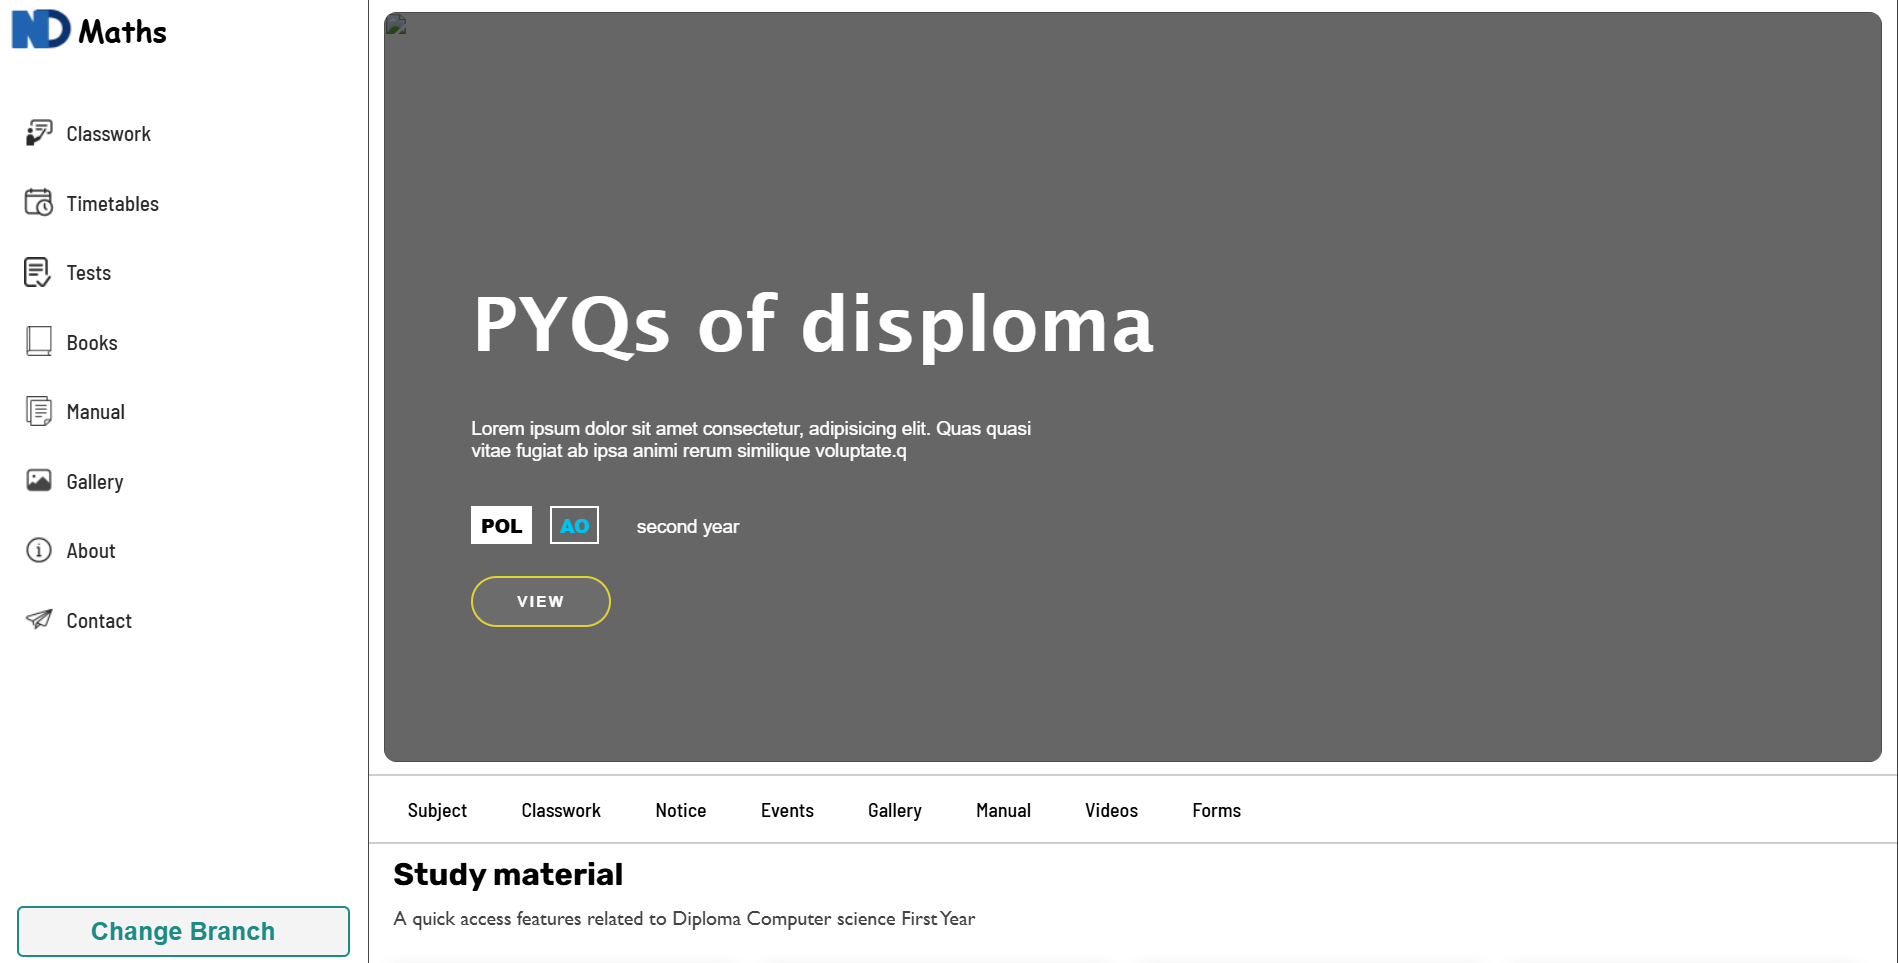 ND Maths
Classwork
Timetables
Tests
Books
Manual
Gallery
About
Contact
Change Branch
PYQs of disploma
Lorem ipsum dolor sit amet consectetur, adipisicing elit. Quas quasi
vitae fugiat ab ipsa animi rerum similique voluptate.q
POL AO second year
VIEW
Subject Classwork Notice Events Gallery Manual Videos Forms
Study material
A quick access features related to Diploma Computer science First Year